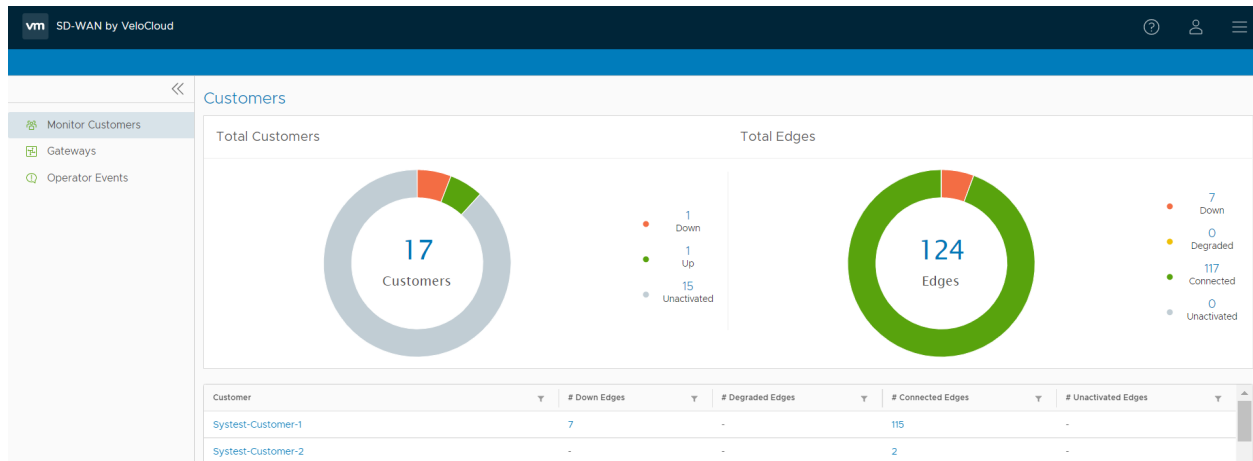 vm SD-WAN by VeloCloud
Monitor Customers
Gateways
Operator Events
Customers
Total Customers
17
Customers
1
Down
1
Up
15
Unactivated
Total Edges
124
Edges
7
Down
0
Degraded
117
Connected
0
Unactivated
Customer # Down Edges # Degraded Edges # Connected Edges # Unactivated Edges
Systest-Customer-1 7 - 115 -
Systest-Customer-2 - - 2 -